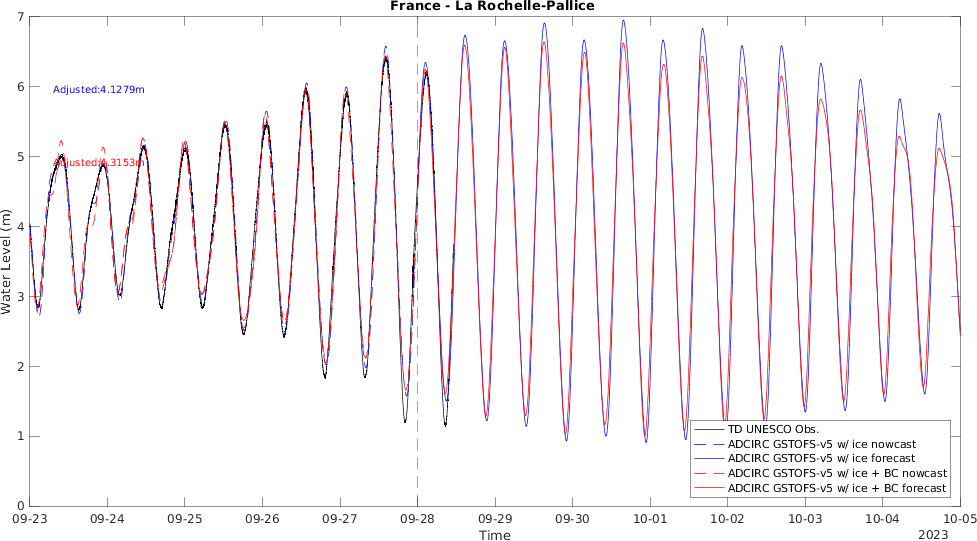 France - La Rochelle-Pallice
7
6
5
4
3
2
1
0
Water Level (m)
Adjusted:4.1279m
Adjusted:4.3153m
TD UNESCO Obs.
ADCIRC GSTOFS-v5 w/ ice nowcast
ADCIRC GSTOFS-v5 w/ ice forecast
ADCIRC GSTOFS-v5 w/ ice + BC nowcast
ADCIRC GSTOFS-v5 w/ ice + BC forecast
09-23 09-24 09-25 09-26 09-27 09-28 09-29 09-30 10-01 10-02 10-03 10-04 10-05
Time
2023